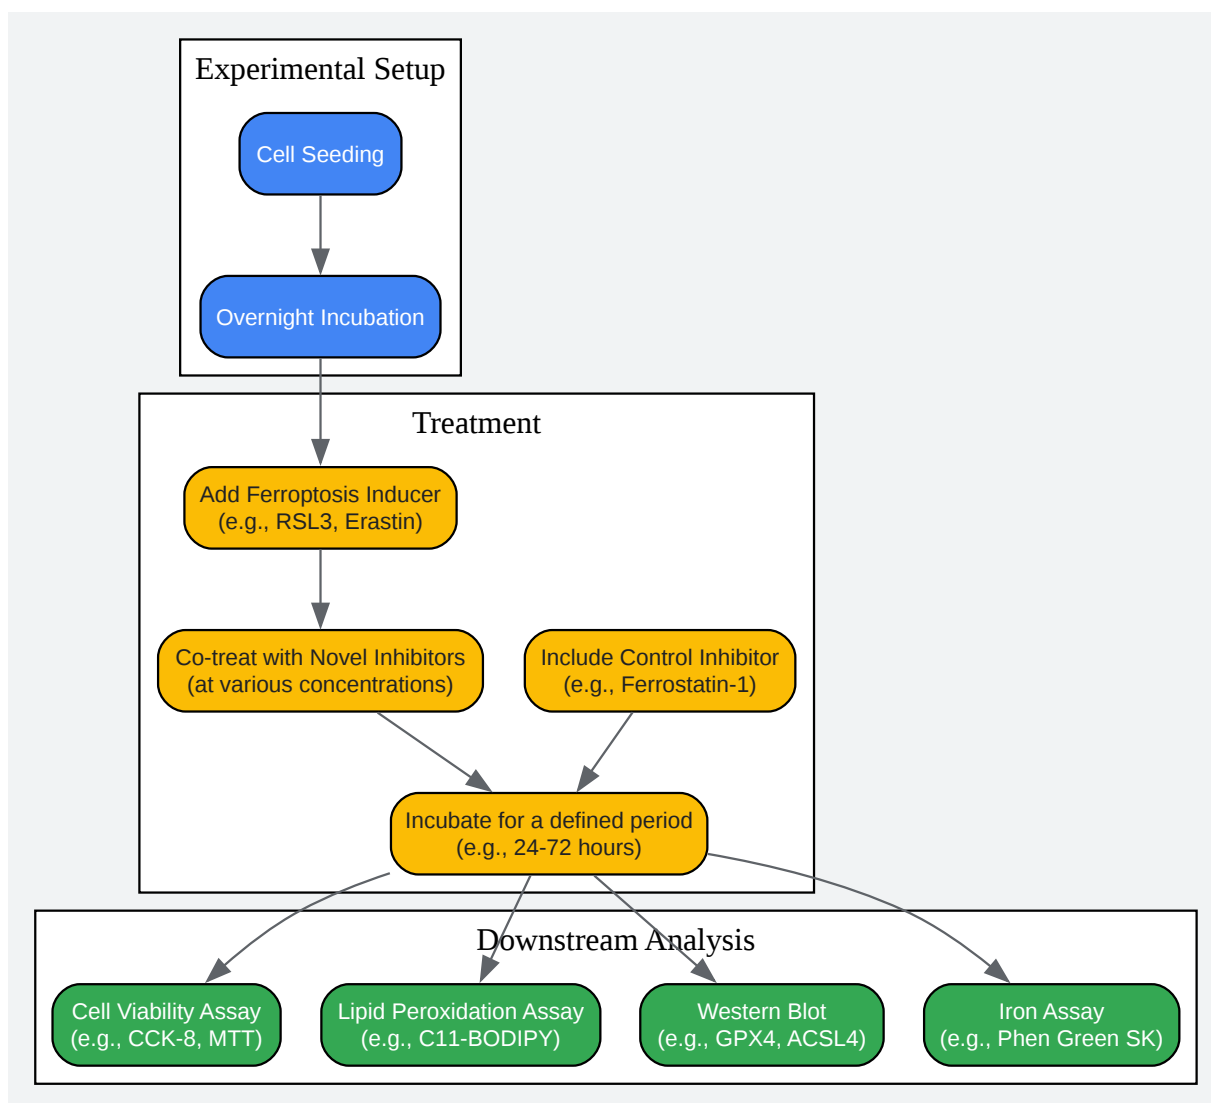 Experimental Setup
Cell Seeding
Overnight Incubation
Treatment
Add Ferroptosis Inducer
(e.g., RSL3, Erastin)
Co-treat with Novel Inhibitors
(at various concentrations)
Include Control Inhibitor
(e.g., Ferrostatin-1)
Incubate for a defined period
(e.g., 24-72 hours)
Downstream Analysis
Cell Viability Assay
(e.g., CCK-8, MTT)
Lipid Peroxidation Assay
(e.g., C11-BODIPY)
Western Blot
(e.g., GPX4, ACSL4)
Iron Assay
(e.g., Phen Green SK)